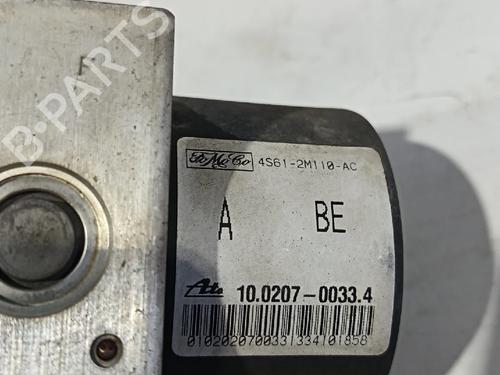 B-PARTS
F
FoMoCo 4S61-2M110-AC
A BE
Ate 10.0207-0033.4
0102020700331334101858